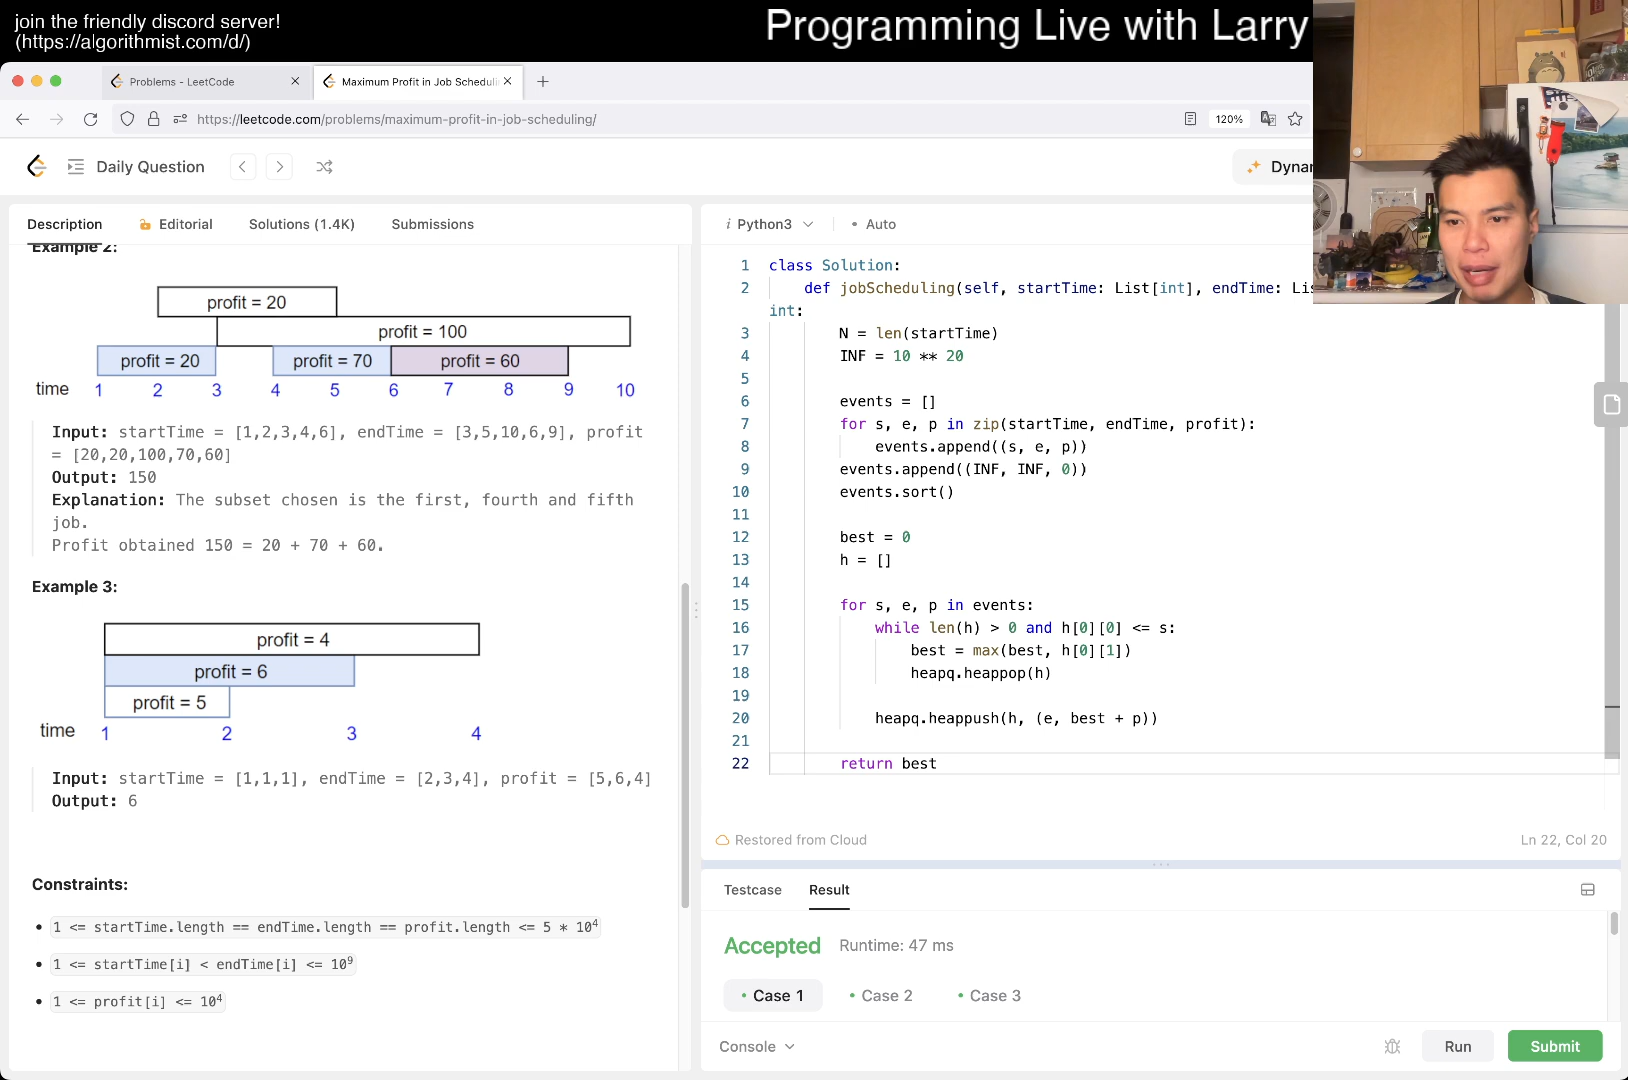 join the friendly discord server!
(https://algorithmist.com/d/)
Programming Live with Larry
Problems - LeetCode
Maximum Profit in Job Scheduli
https://leetcode.com/problems/maximum-profit-in-job-scheduling/
120%
Daily Question
Dynar
Description
Editorial
Solutions (1.4K)
Submissions
Example 2:
profit = 20
profit = 100
profit = 20
profit = 70
profit = 60
time 1 2 3 4 5 6 7 8 9 10
Input: startTime = [1,2,3,4,6], endTime = [3,5,10,6,9], profit
= [20,20,100,70,60]
Output: 150
Explanation: The subset chosen is the first, fourth and fifth
job.
Profit obtained 150 = 20 + 70 + 60.
Example 3:
profit = 4
profit = 6
profit = 5
time 1 2 3 4
Input: startTime = [1,1,1], endTime = [2,3,4], profit = [5,6,4]
Output: 6
Constraints:
• 1 <= startTime.length == endTime.length == profit.length <= 5 * 10⁴
• 1 <= startTime[i] < endTime[i] <= 10⁹
• 1 <= profit[i] <= 10⁴
i Python3
• Auto
1 class Solution:
2 def jobScheduling(self, startTime: List[int], endTime: Lis
int:
3 N = len(startTime)
4 INF = 10 ** 20
5
6 events = []
7 for s, e, p in zip(startTime, endTime, profit):
8 events.append((s, e, p))
9 events.append((INF, INF, 0))
10 events.sort()
11
12 best = 0
13 h = []
14
15 for s, e, p in events:
16 while len(h) > 0 and h[0][0] <= s:
17 best = max(best, h[0][1])
18 heapq.heappop(h)
19
20 heapq.heappush(h, (e, best + p))
21
22 return best
Restored from Cloud
Ln 22, Col 20
Testcase
Result
Accepted
Runtime: 47 ms
• Case 1
• Case 2
• Case 3
Console
Run
Submit